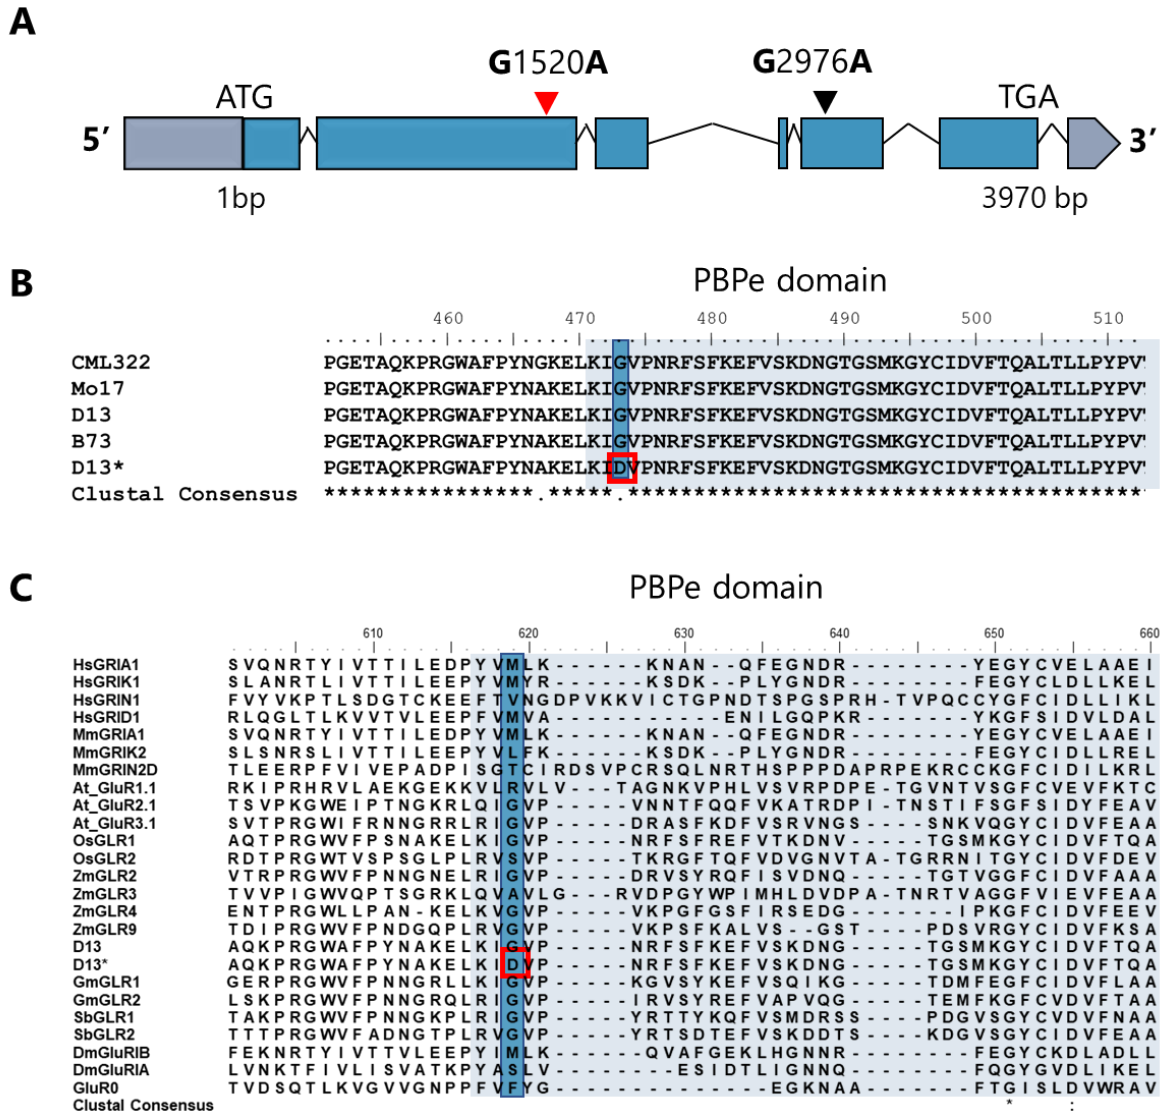 A
G1520A
G2976A
ATG
TGA
5’
3’
1bp
3970 bp
B
PBPe domain
460 470 480 490 500 510
CML322 PGETAQKPRGWAFPYNGKELKIGVPNRFSFKEFVSKDNGTGSMKGYCIDVFTQALTLLPYPV
Mo17 PGETAQKPRGWAFPYNGKELKIGVPNRFSFKEFVSKDNGTGSMKGYCIDVFTQALTLLPYPV
D13 PGETAQKPRGWAFPYNAKELKIGVPNRFSFKEFVSKDNGTGSMKGYCIDVFTQALTLLPYPV
B73 PGETAQKPRGWAFPYNAKELKIGVPNRFSFKEFVSKDNGTGSMKGYCIDVFTQALTLLPYPV
D13* PGETAQKPRGWAFPYNAKELKIDVPNRFSFKEFVSKDNGTGSMKGYCIDVFTQALTLLPYPV
Clustal Consensus ****************.*****.***************************************
C
PBPe domain
610 620 630 640 650 660
HsGRIA1 SVQNRTYIVTTILEDPYVMLK------KNAN--QFEGNDR--------YEGYCVELAAEI
HsGRIK1 SLANRTLIVTTILEEPYVMYR------KSDK--PLYGNDR--------FEGYCLDLLKEL
HsGRIN1 FVYVKPTLSDGTCKEEFTVNGDPVKKVICTGPNDTSPGSPRH-TVPQCCYGFCIDLLIKL
HsGRID1 RLQGLTLKVVTVLEEPFVMVA-----------ENILGQPKR-------YKGFSIDVLDAL
MmGRIA1 SVQNRTYIVTTILEDPYVMLK------KNAN--QFEGNDR--------YEGYCVELAAEI
MmGRIK2 SLSNRSLIVTTILEEPYVLFK------KSDK--PLYGNDR--------FEGYCIDLLREL
MmGRIN2D TLEERPFVIVEPADPISGTCIRDSVPCRSQLNRTHSPPPDAPRPEKRCCKGFCIDILKRL
At_GluR1.1 RKIPRHRVLAEKGEKKVLRVLV---TAGNKVPHLVSVRPDPE-TGVNTVSGFCVEVFKTC
At_GluR2.1 TSVPKGWEIPTNGKRLQIGVP-----VNNTFQQFVKATRDPI-TNSTIFSGFSIDYFEAV
At_GluR3.1 SVTPRGWIFRNNGRRLRIGVP-----DRASFKDFVSRVNGS----SNKVQGYCIDVFEAA
OsGLR1 AQTPRGWVFPSNAKELKIGVP-----NRFSFREFVTKDNV-----TGSMKGYCIDVFTQA
OsGLR2 RDTPRGWTVSPSGLPLRVSVP-----TKRGFTQFVDVGNVTA-TGRRNITGYCIDVFDEV
ZmGLR2 VTRPRGWVFPNNGNELRIGVP-----DRVSYRQFISVDNQ-----TGTVGGFCIDVFAAA
ZmGLR3 TVVPIGWVQPTSGRKLQVAVLG---RVDPGYWPIMHLDVDPA-TNRTVAGGFVIEVFEAA
ZmGLR4 ENTPRGWLLPAN-KELKVGVP-----VKPGFGSFIRSEDG-------IPKGFCIDVFEEV
ZmGLR9 TDIPRGWVFPNDGQPLRVGVP-----VKPSFKALVS--GST----PDSVRGYCIDVFKSA
D13 AQKPRGWAFPYNAKELKIGVP-----NRFSFKEFVSKDNG-----TGSMKGYCIDVFTQA
D13* AQKPRGWAFPYNAKELKIDVP-----NRFSFKEFVSKDNG-----TGSMKGYCIDVFTQA
GmGLR1 GERPRGWVFPNNGRLLKIGVP-----KGVSYREFVSQIKG-----TDMFEGFCIDVFLAA
GmGLR2 LSKPRGWVFPNNGRQLRIGVP-----IRVSYREFVAPVQG-----TEMFKGFCVDVFTAA
SbGLR1 TAKPRGWVFPNNGKPLRIGVP-----YRTTYKQFVSMDRSS----PDGVSGYCIDVFNAA
SbGLR2 TTTPRGWVFADNGTPLRVGVP-----YRTSDTEFVSKDDTS----KDGVSGYCIDVFEAA
DmGluRIB FEKNRTYIVTTVLEEPYIMLK------QVAFGEKLHGNNR--------FEGYCKDLADLL
DmGluRIA LVNKTFIVLISVATKPYASLV--------ESIDTLIGNNQ--------YQGYGVDLIKEL
GluR0 TVDSQTLKVGVVGNPPFVFYG--------------EGKNAA-------FTGISLDVWRAV
Clustal Consensus * :